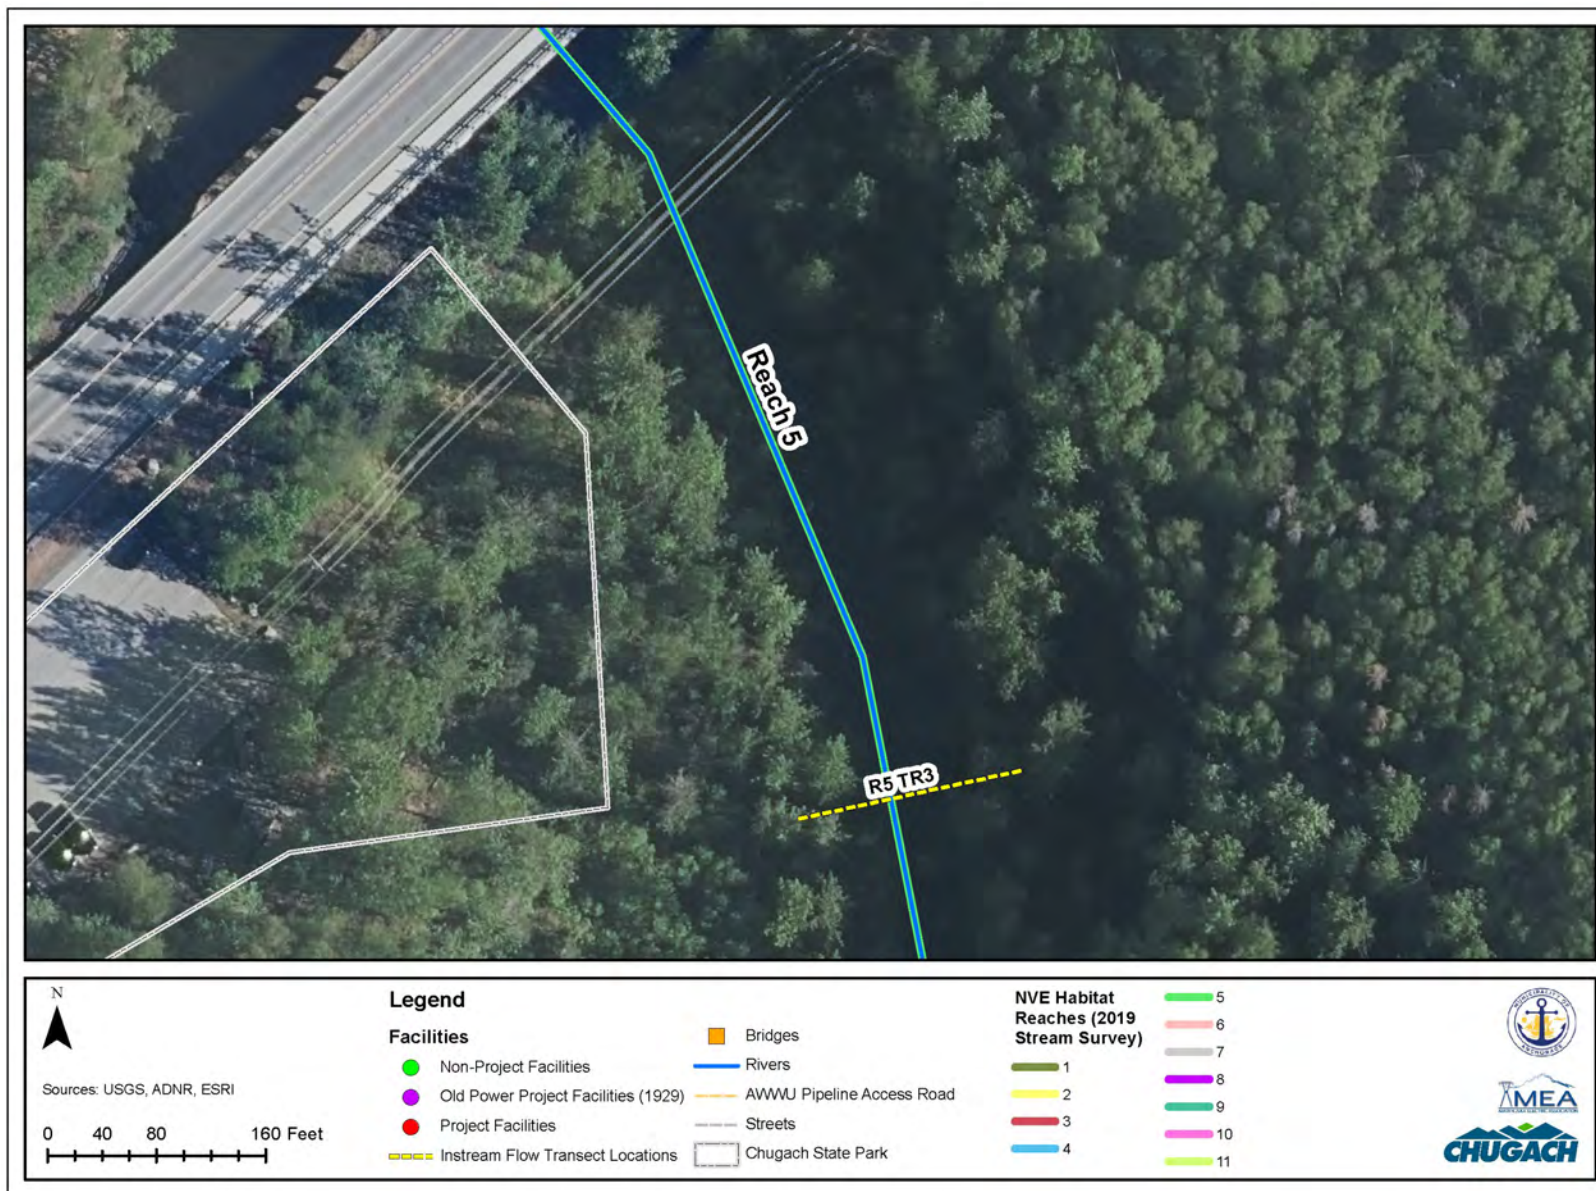 Reach 5
R5 TR3
N
Sources: USGS, ADNR, ESRI
0 40 80 160 Feet
Legend
Facilities
Non-Project Facilities
Old Power Project Facilities (1929)
Project Facilities
Instream Flow Transect Locations
Bridges
Rivers
AWWU Pipeline Access Road
Streets
Chugach State Park
NVE Habitat
Reaches (2019
Stream Survey)
1
2
3
4
5
6
7
8
9
10
11
MUNICIPALITY OF
ANCHORAGE
MEA
CHUGACH